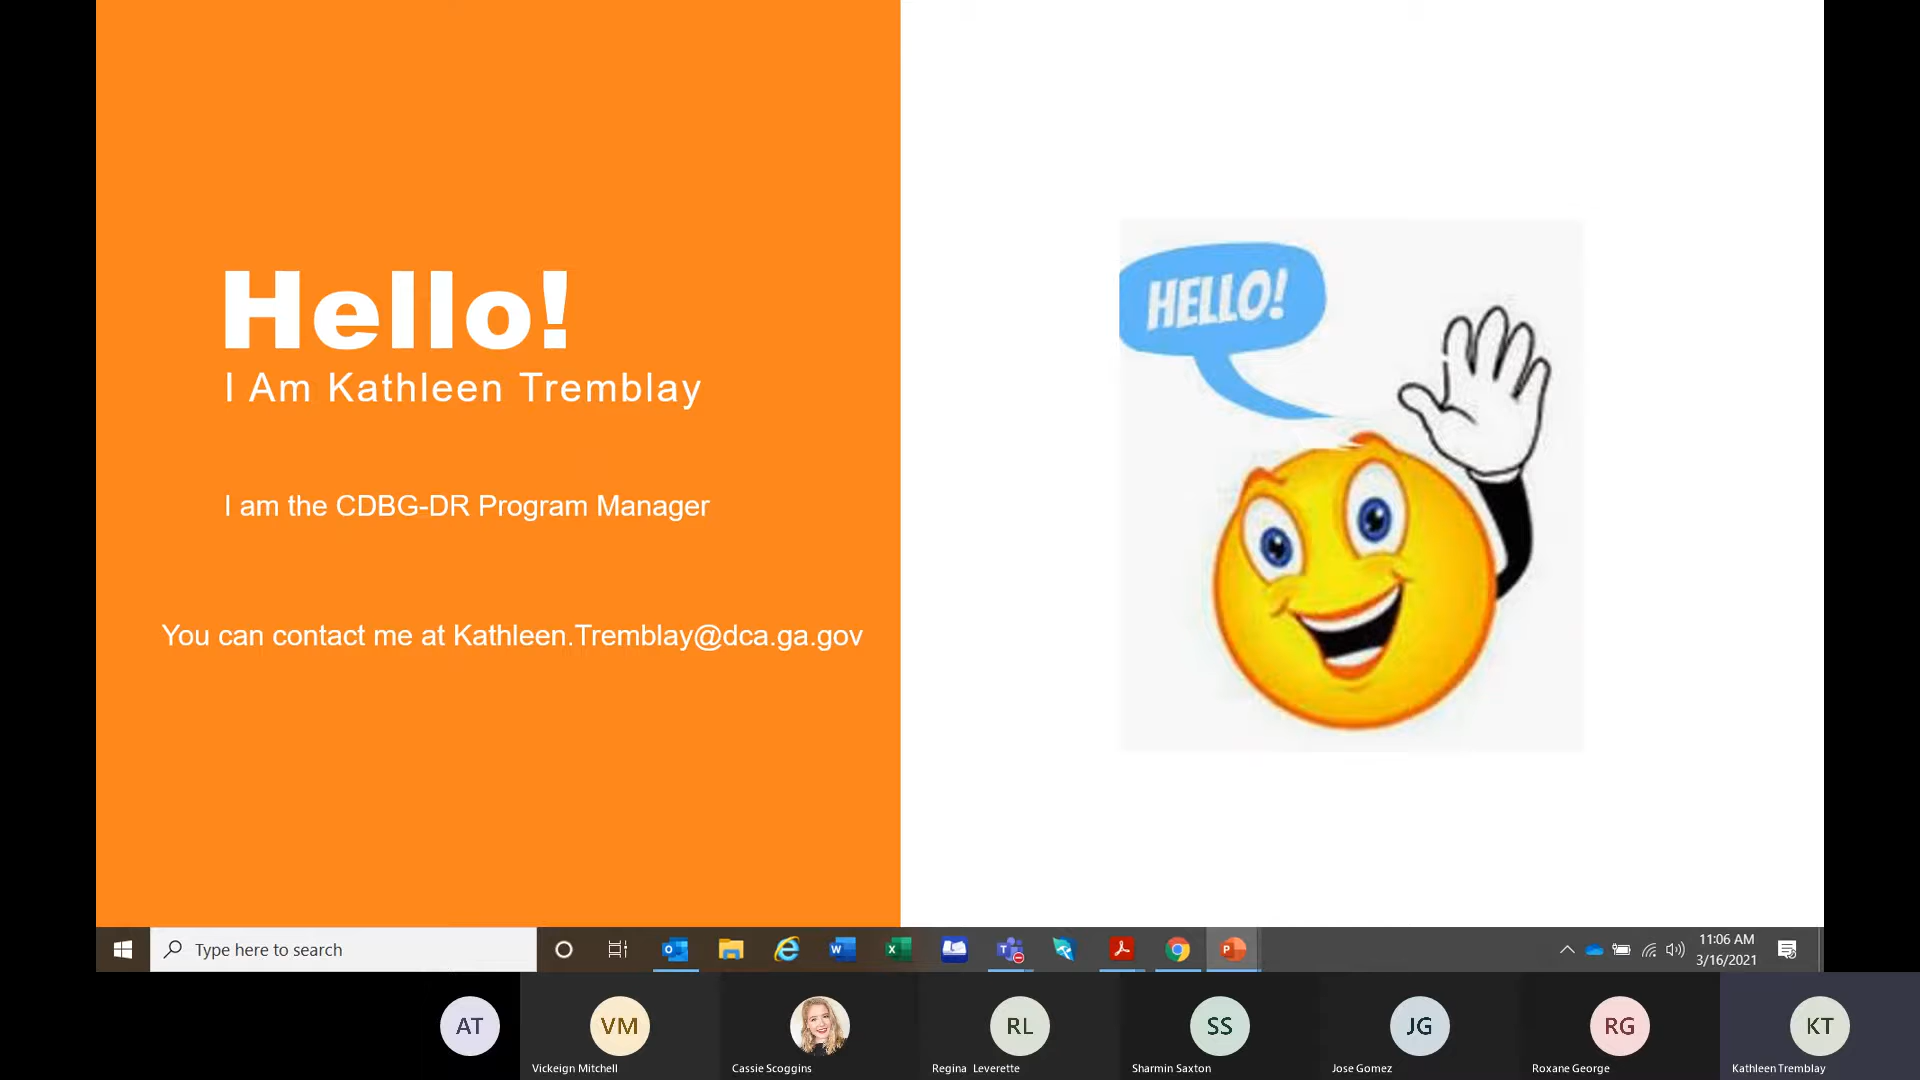 Hello!
I Am Kathleen Tremblay
I am the CDBG-DR Program Manager
You can contact me at Kathleen.Tremblay@dca.ga.gov
HELLO!
Type here to search
11:06 AM
3/16/2021
AT
VM
RL
SS
JG
RG
KT
Vickeign Mitchell
Cassie Scoggins
Regina Leverette
Sharmin Saxton
Jose Gomez
Roxane George
Kathleen Tremblay